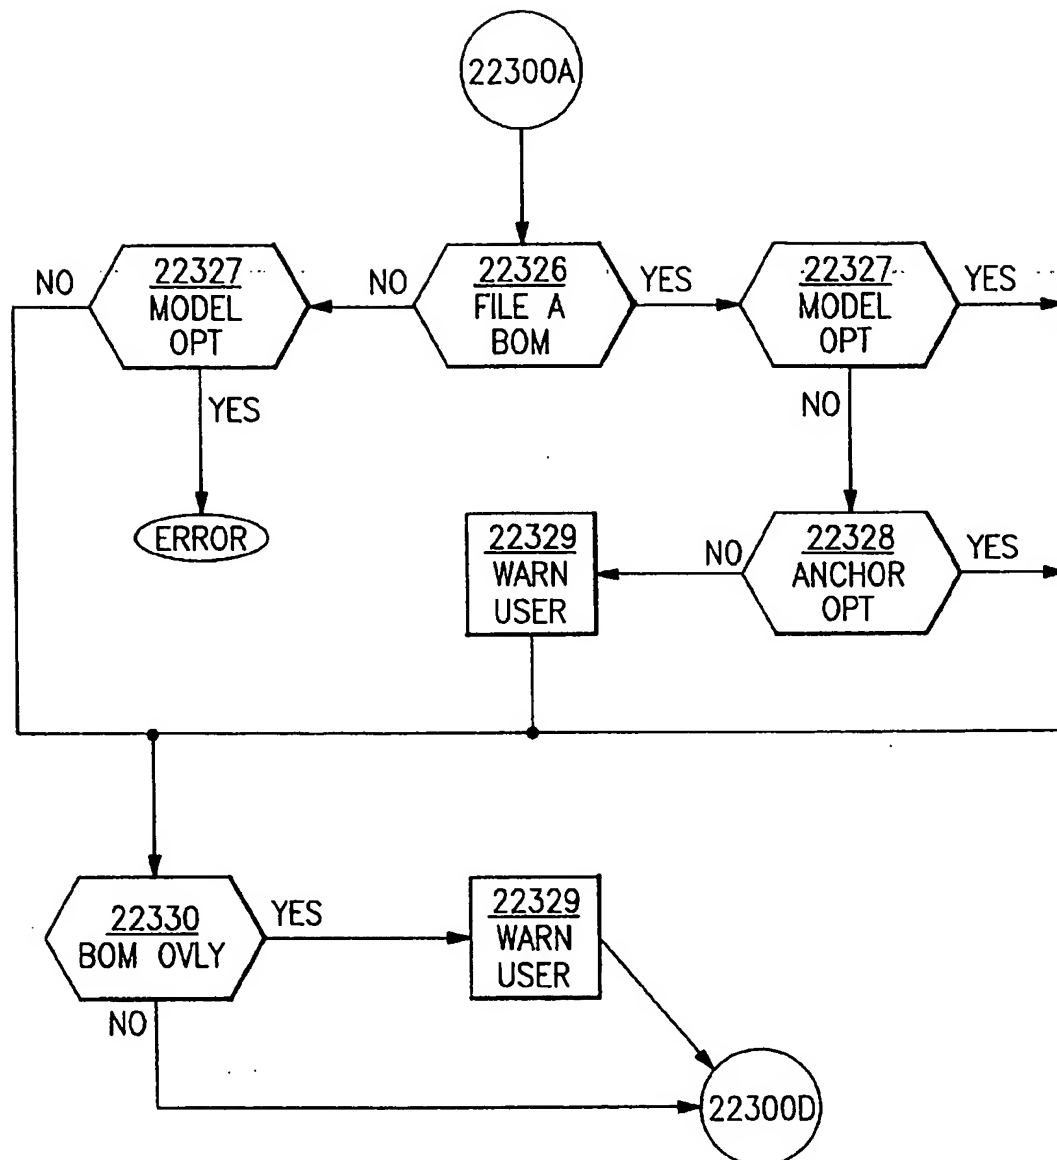 22300A
NO
22327
MODEL
OPT
NO
22326
FILE A
BOM
YES
22327
MODEL
OPT
YES
YES
NO
ERROR
22329
WARN
USER
NO
22328
ANCHOR
OPT
YES
22330
BOM OVLY
YES
22329
WARN
USER
NO
22300D